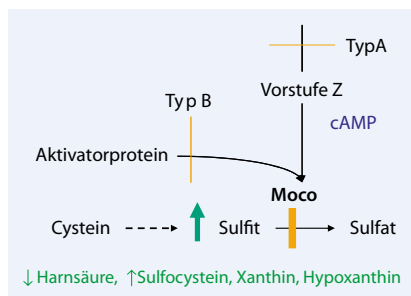 TypA
Vorstufe Z
Typ B
cAMP
Aktivatorprotein
Moco
Cystein
Sulfit
Sulfat
↓ Harnsäure, ↑Sulfocystein, Xanthin, Hypoxanthin